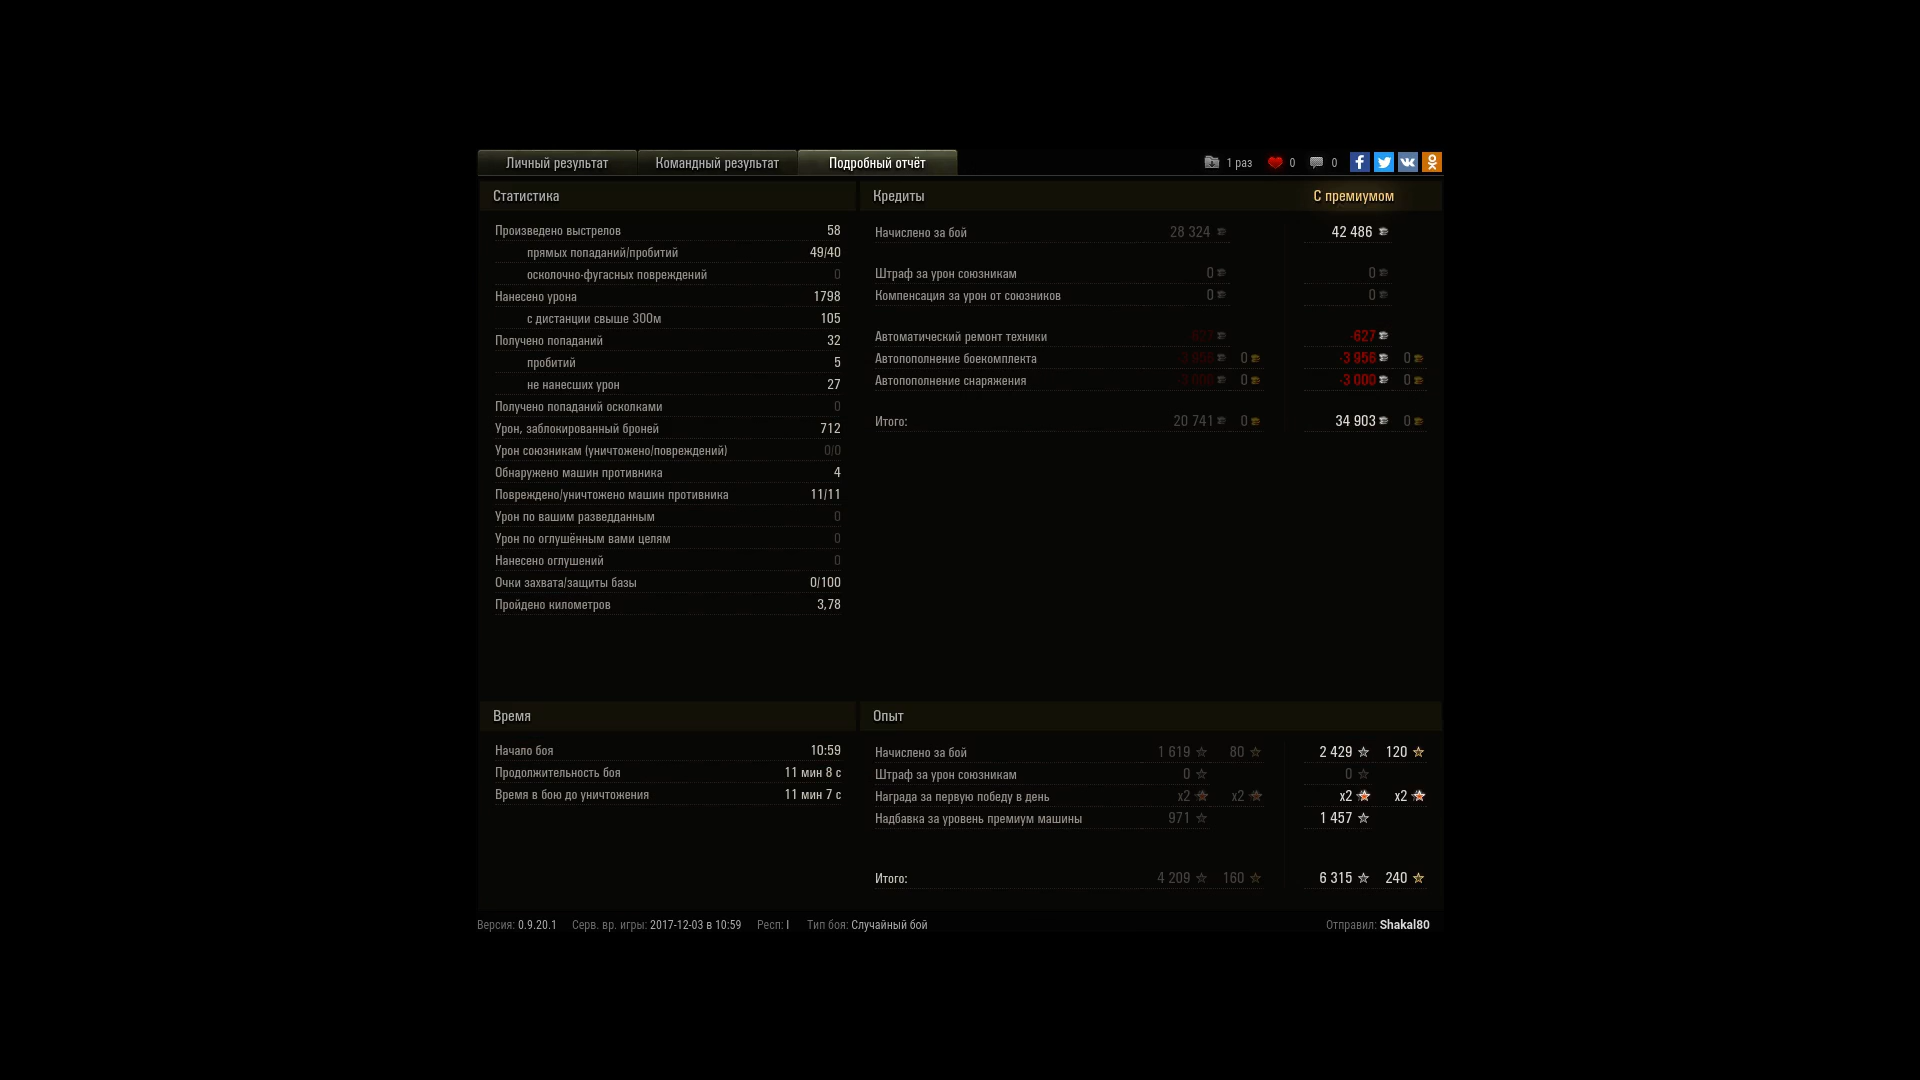 Личный результат Командный результат Подробный отчёт 1 раз 0 0
Статистика
Произведено выстрелов 58
прямых попаданий/пробитий 49/40
осколочно-фугасных повреждений 0
Нанесено урона 1798
с дистанции свыше 300м 105
Получено попаданий 32
пробитий 5
не нанесших урон 27
Получено попаданий осколками 0
Урон, заблокированный броней 712
Урон союзникам (уничтожено/повреждений) 0/0
Обнаружено машин противника 4
Повреждено/уничтожено машин противника 11/11
Урон по вашим разведданным 0
Урон по оглушённым вами целям 0
Нанесено оглушений 0
Очки захвата/защиты базы 0/100
Пройдено километров 3,78
Кредиты С премиумом
Начислено за бой 28 324 42 486
Штраф за урон союзникам 0 0
Компенсация за урон от союзников 0 0
Автоматический ремонт техники -627 -627
Автопополнение боекомплекта -3 956 0 -3 956 0
Автопополнение снаряжения -3 000 0 -3 000 0
Итого: 20 741 0 34 903 0
Время
Начало боя 10:59
Продолжительность боя 11 мин 8 с
Время в бою до уничтожения 11 мин 7 с
Опыт
Начислено за бой 1 619 80 2 429 120
Штраф за урон союзникам 0 0
Награда за первую победу в день x2 x2 x2 x2
Надбавка за уровень премиум машины 971 1 457
Итого: 4 209 160 6 315 240
Версия: 0.9.20.1 Серв. вр. игры: 2017-12-03 в 10:59 Респ: I Тип боя: Случайный бой Отправил: Shakal80